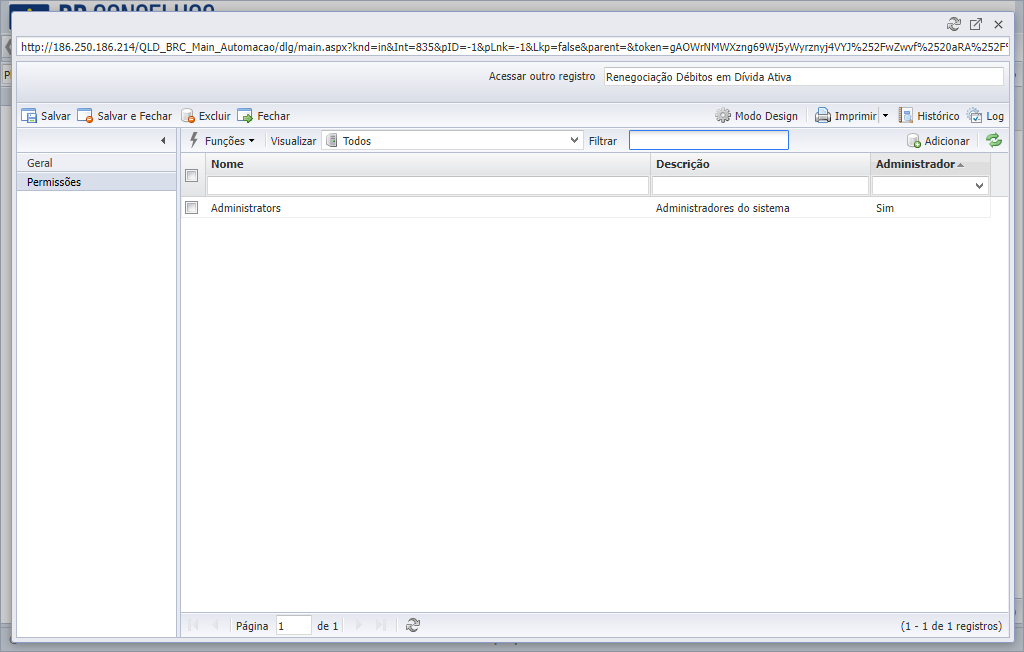 http://186.250.186.214/QLD_BRC_Main_Automacao/dlg/main.aspx?knd=in&Int=835&pID=-1&pLnk=-1&Lkp=false&parent=&token=gAOWrNMWXzng69Wj5yWyrznyj4VYJ%252FwZwvf%2520aRA%252F
Acessar outro registro Renegociação Débitos em Dívida Ativa
Salvar Salvar e Fechar Excluir Fechar Modo Design Imprimir Histórico Log
Funções Visualizar Todos Filtrar Adicionar
Geral
Permissões
Nome Descrição Administrador
Administrators Administradores do sistema Sim
Página 1 de 1 (1 - 1 de 1 registros)